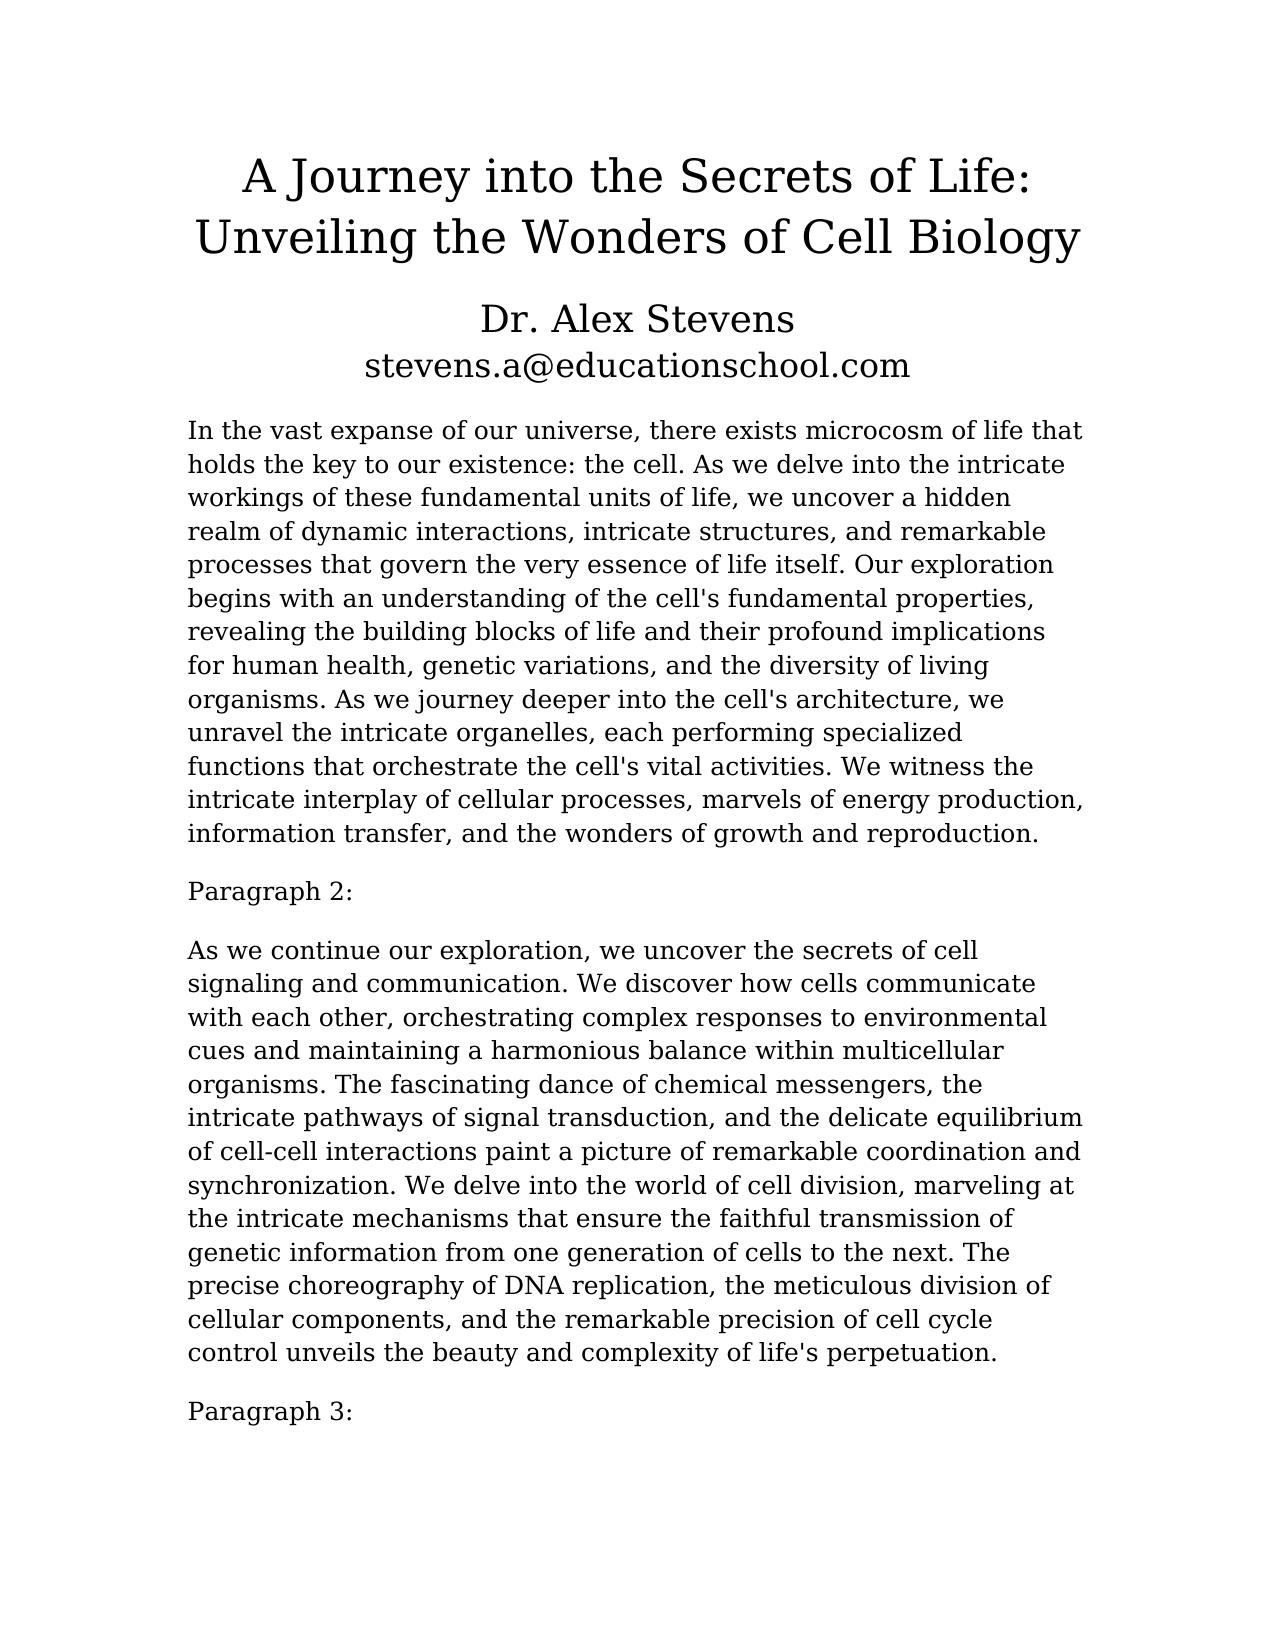 A Journey into the Secrets of Life:
Unveiling the Wonders of Cell Biology
Dr. Alex Stevens
stevens.a@educationschool.com
In the vast expanse of our universe, there exists microcosm of life that
holds the key to our existence: the cell. As we delve into the intricate
workings of these fundamental units of life, we uncover a hidden
realm of dynamic interactions, intricate structures, and remarkable
processes that govern the very essence of life itself. Our exploration
begins with an understanding of the cell's fundamental properties,
revealing the building blocks of life and their profound implications
for human health, genetic variations, and the diversity of living
organisms. As we journey deeper into the cell's architecture, we
unravel the intricate organelles, each performing specialized
functions that orchestrate the cell's vital activities. We witness the
intricate interplay of cellular processes, marvels of energy production,
information transfer, and the wonders of growth and reproduction.
Paragraph 2:
As we continue our exploration, we uncover the secrets of cell
signaling and communication. We discover how cells communicate
with each other, orchestrating complex responses to environmental
cues and maintaining a harmonious balance within multicellular
organisms. The fascinating dance of chemical messengers, the
intricate pathways of signal transduction, and the delicate equilibrium
of cell-cell interactions paint a picture of remarkable coordination and
synchronization. We delve into the world of cell division, marveling at
the intricate mechanisms that ensure the faithful transmission of
genetic information from one generation of cells to the next. The
precise choreography of DNA replication, the meticulous division of
cellular components, and the remarkable precision of cell cycle
control unveils the beauty and complexity of life's perpetuation.
Paragraph 3: